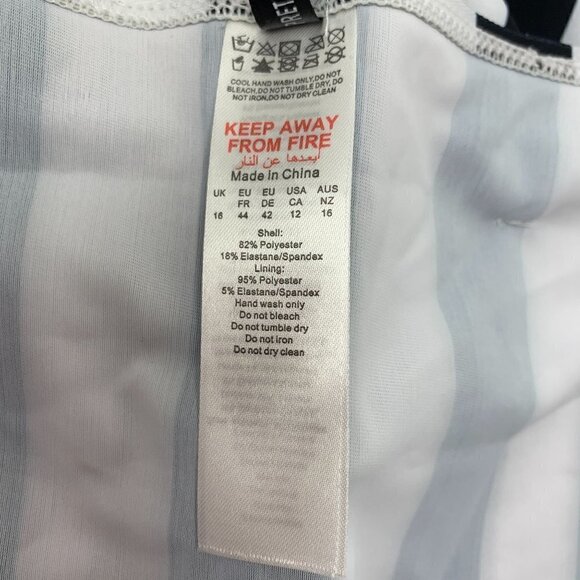 RET
COOL HAND WASH ONLY,DO NOT
BLEACH,DO NOT TUMBLE DRY, DO
NOT IRON,DO NOT DRY CLEAN
KEEP AWAY
FROM FIRE
أبعدها عن النار
Made in China
UK EU EU USA AUS
FR DE CA NZ
16 44 42 12 16
Shell:
82% Polyester
18% Elastane/Spandex
Lining:
95% Polyester
5% Elastane/Spandex
Hand wash only
Do not bleach
Do not tumble dry
Do not iron
Do not dry clean